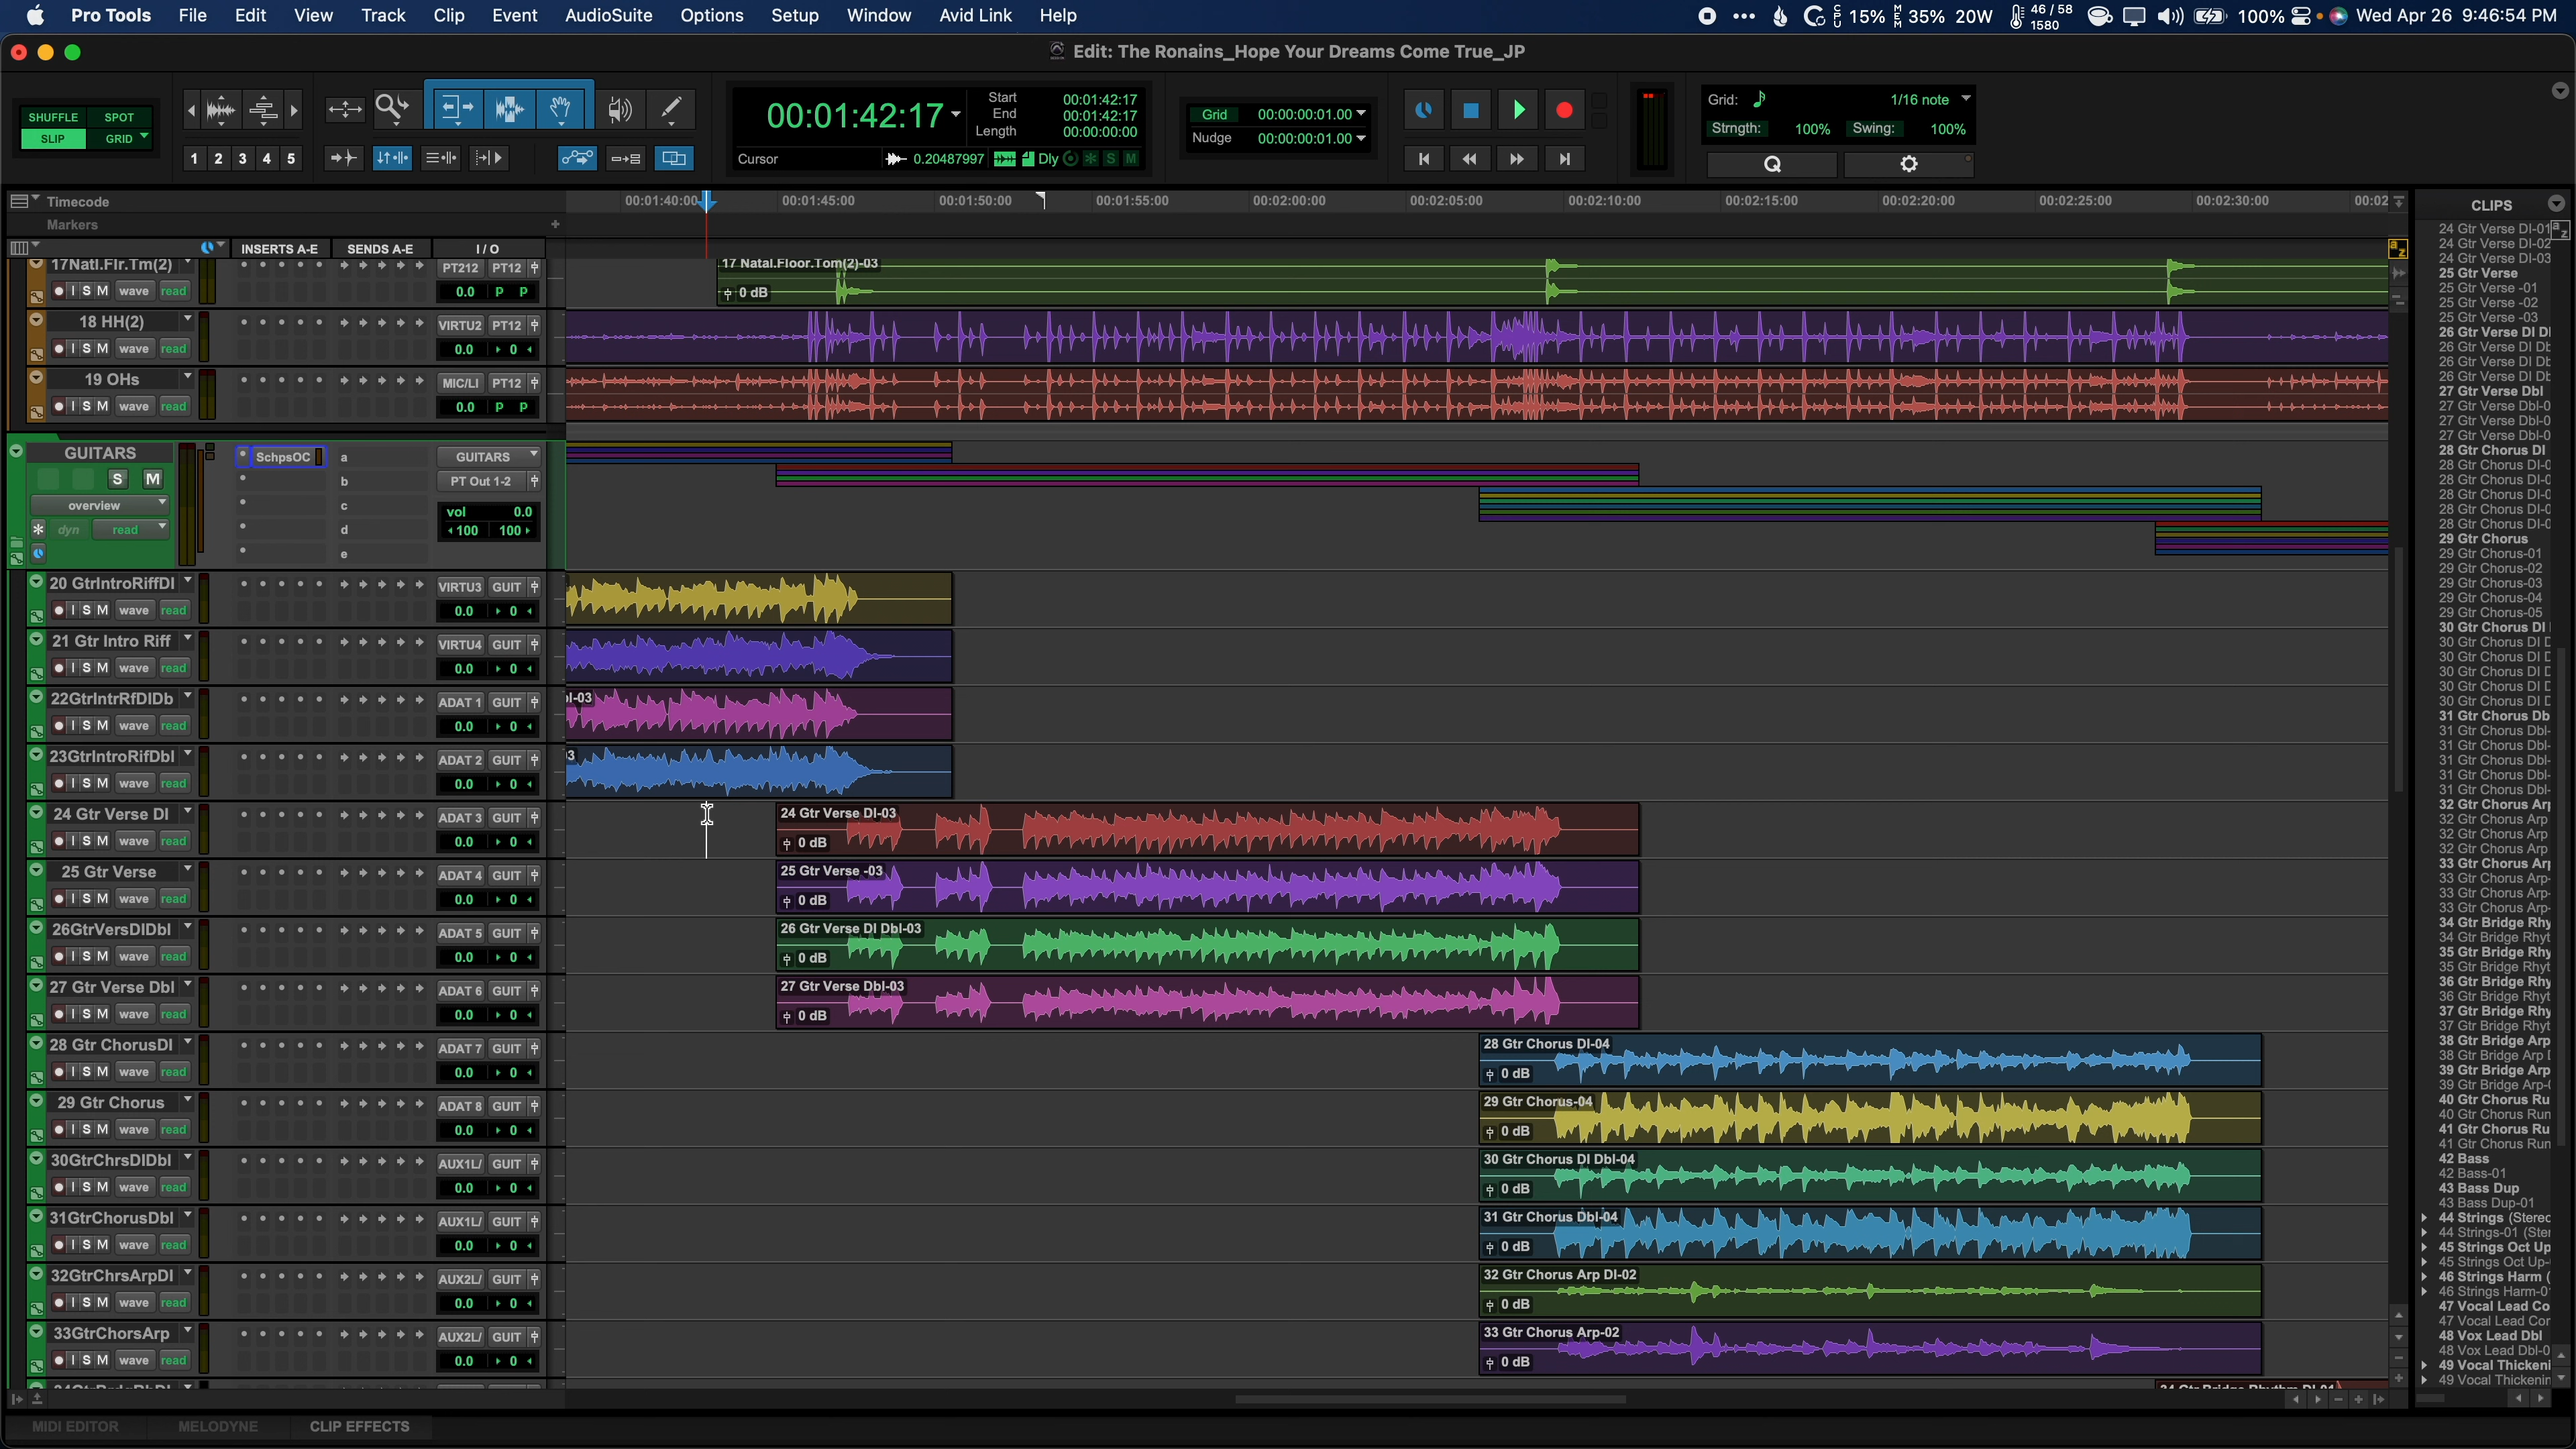 Pro Tools File Edit View Track Clip Event AudioSuite Options Setup Window Avid Link Help
CPU 15% MEM 35% 20W 46 / 58 1580 100% Wed Apr 26 9:46:54 PM
Edit: The Ronains_Hope Your Dreams Come True_JP
SHUFFLE SPOT
SLIP GRID
1 2 3 4 5
00:01:42:17
Start 00:01:42:17
End 00:01:42:17
Length 00:00:00:00
Cursor 0.20487997 Dly S M
Grid 00:00:00:01.00
Nudge 00:00:00:01.00
Grid: 1/16 note
Strngth: 100% Swing: 100%
Q
Timecode
00:01:40:00 00:01:45:00 00:01:50:00 00:01:55:00 00:02:00:00 00:02:05:00 00:02:10:00 00:02:15:00 00:02:20:00 00:02:25:00 00:02:30:00 00:02
Markers
INSERTS A-E SENDS A-E I / O
17Natl.Flr.Tm(2) PT212 PT12
I S M wave read 0.0 P P
17 Natal.Floor.Tom(2)-03
0 dB
18 HH(2) VIRTU2 PT12
I S M wave read 0.0 0
19 OHs MIC/LI PT12
I S M wave read 0.0 P P
GUITARS SchpsOC a GUITARS
S M b PT Out 1-2
overview c vol 0.0
dyn read d 100 100
e
20 GtrIntroRiffDI VIRTU3 GUIT
I S M wave read 0.0 0
21 Gtr Intro Riff VIRTU4 GUIT
I S M wave read 0.0 0
22GtrIntrRfDIDb ADAT 1 GUIT
I S M wave read 0.0 0
bl-03
23GtrIntroRifDbl ADAT 2 GUIT
I S M wave read 0.0 0
3
24 Gtr Verse DI ADAT 3 GUIT
I S M wave read 0.0 0
24 Gtr Verse DI-03
0 dB
25 Gtr Verse ADAT 4 GUIT
I S M wave read 0.0 0
25 Gtr Verse -03
0 dB
26GtrVersDIDbl ADAT 5 GUIT
I S M wave read 0.0 0
26 Gtr Verse DI Dbl-03
0 dB
27 Gtr Verse Dbl ADAT 6 GUIT
I S M wave read 0.0 0
27 Gtr Verse Dbl-03
0 dB
28 Gtr ChorusDI ADAT 7 GUIT
I S M wave read 0.0 0
28 Gtr Chorus DI-04
0 dB
29 Gtr Chorus ADAT 8 GUIT
I S M wave read 0.0 0
29 Gtr Chorus-04
0 dB
30GtrChrsDIDbl AUX1L/ GUIT
I S M wave read 0.0 0
30 Gtr Chorus DI Dbl-04
0 dB
31GtrChorusDbl AUX1L/ GUIT
I S M wave read 0.0 0
31 Gtr Chorus Dbl-04
0 dB
32GtrChrsArpDI AUX2L/ GUIT
I S M wave read 0.0 0
32 Gtr Chorus Arp DI-02
0 dB
33GtrChorsArp AUX2L/ GUIT
I S M wave read 0.0 0
33 Gtr Chorus Arp-02
0 dB
MIDI EDITOR MELODYNE CLIP EFFECTS
CLIPS
24 Gtr Verse DI-01
24 Gtr Verse DI-02
24 Gtr Verse DI-03
25 Gtr Verse
25 Gtr Verse -01
25 Gtr Verse -02
25 Gtr Verse -03
26 Gtr Verse DI D
26 Gtr Verse DI Db
26 Gtr Verse DI Db
26 Gtr Verse DI Db
27 Gtr Verse Dbl
27 Gtr Verse Dbl-0
27 Gtr Verse Dbl-0
27 Gtr Verse Dbl-0
28 Gtr Chorus DI
28 Gtr Chorus DI-0
28 Gtr Chorus DI-0
28 Gtr Chorus DI-0
28 Gtr Chorus DI-0
28 Gtr Chorus DI-0
29 Gtr Chorus
29 Gtr Chorus-01
29 Gtr Chorus-02
29 Gtr Chorus-03
29 Gtr Chorus-04
29 Gtr Chorus-05
30 Gtr Chorus DI
30 Gtr Chorus DI D
30 Gtr Chorus DI D
30 Gtr Chorus DI D
30 Gtr Chorus DI D
30 Gtr Chorus DI D
31 Gtr Chorus Db
31 Gtr Chorus Dbl-
31 Gtr Chorus Dbl-
31 Gtr Chorus Dbl-
31 Gtr Chorus Dbl-
31 Gtr Chorus Dbl-
32 Gtr Chorus Arp
32 Gtr Chorus Arp
32 Gtr Chorus Arp
32 Gtr Chorus Arp
33 Gtr Chorus Arp
33 Gtr Chorus Arp-
33 Gtr Chorus Arp-
33 Gtr Chorus Arp-
34 Gtr Bridge Rhy
34 Gtr Bridge Rhyt
35 Gtr Bridge Rhy
35 Gtr Bridge Rhyt
36 Gtr Bridge Rhy
36 Gtr Bridge Rhyt
37 Gtr Bridge Rhy
37 Gtr Bridge Rhyt
38 Gtr Bridge Arp
38 Gtr Bridge Arp
39 Gtr Bridge Arp
39 Gtr Bridge Arp-
40 Gtr Chorus Ru
40 Gtr Chorus Run
41 Gtr Chorus Ru
41 Gtr Chorus Run
42 Bass
42 Bass-01
43 Bass Dup
43 Bass Dup-01
44 Strings (Stereo
44 Strings-01 (Ster
45 Strings Oct Up
45 Strings Oct Up-
46 Strings Harm (
46 Strings Harm-0
47 Vocal Lead Co
47 Vocal Lead Cor
48 Vox Lead Dbl
48 Vox Lead Dbl-0
49 Vocal Thickeni
49 Vocal Thickenin